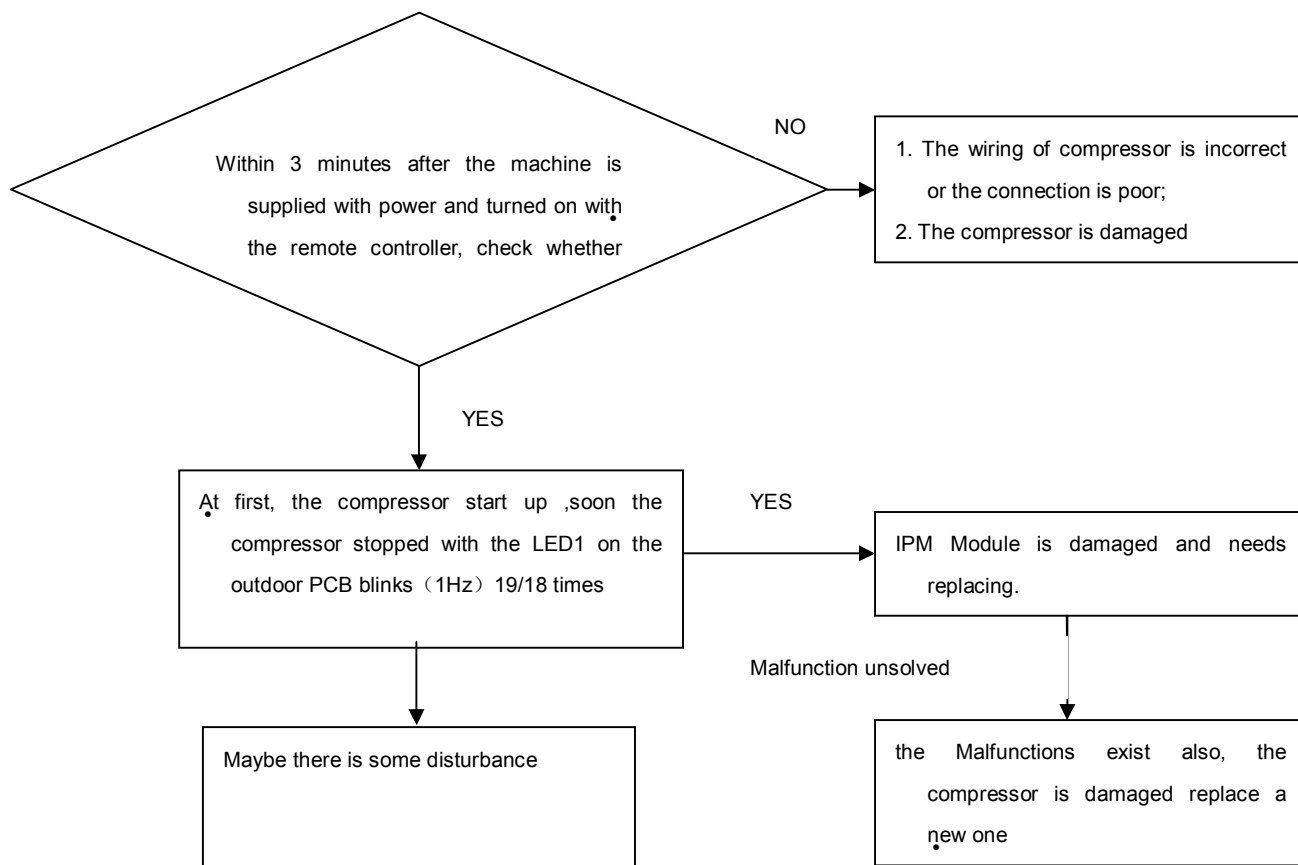 NO
Within 3 minutes after the machine is
supplied with power and turned on with
the remote controller, check whether
1. The wiring of compressor is incorrect
or the connection is poor;
2. The compressor is damaged
YES
At first, the compressor start up ,soon the
compressor stopped with the LED1 on the
outdoor PCB blinks（1Hz）19/18 times
YES
IPM Module is damaged and needs
replacing.
Malfunction unsolved
Maybe there is some disturbance
the Malfunctions exist also, the
compressor is damaged replace a
new one